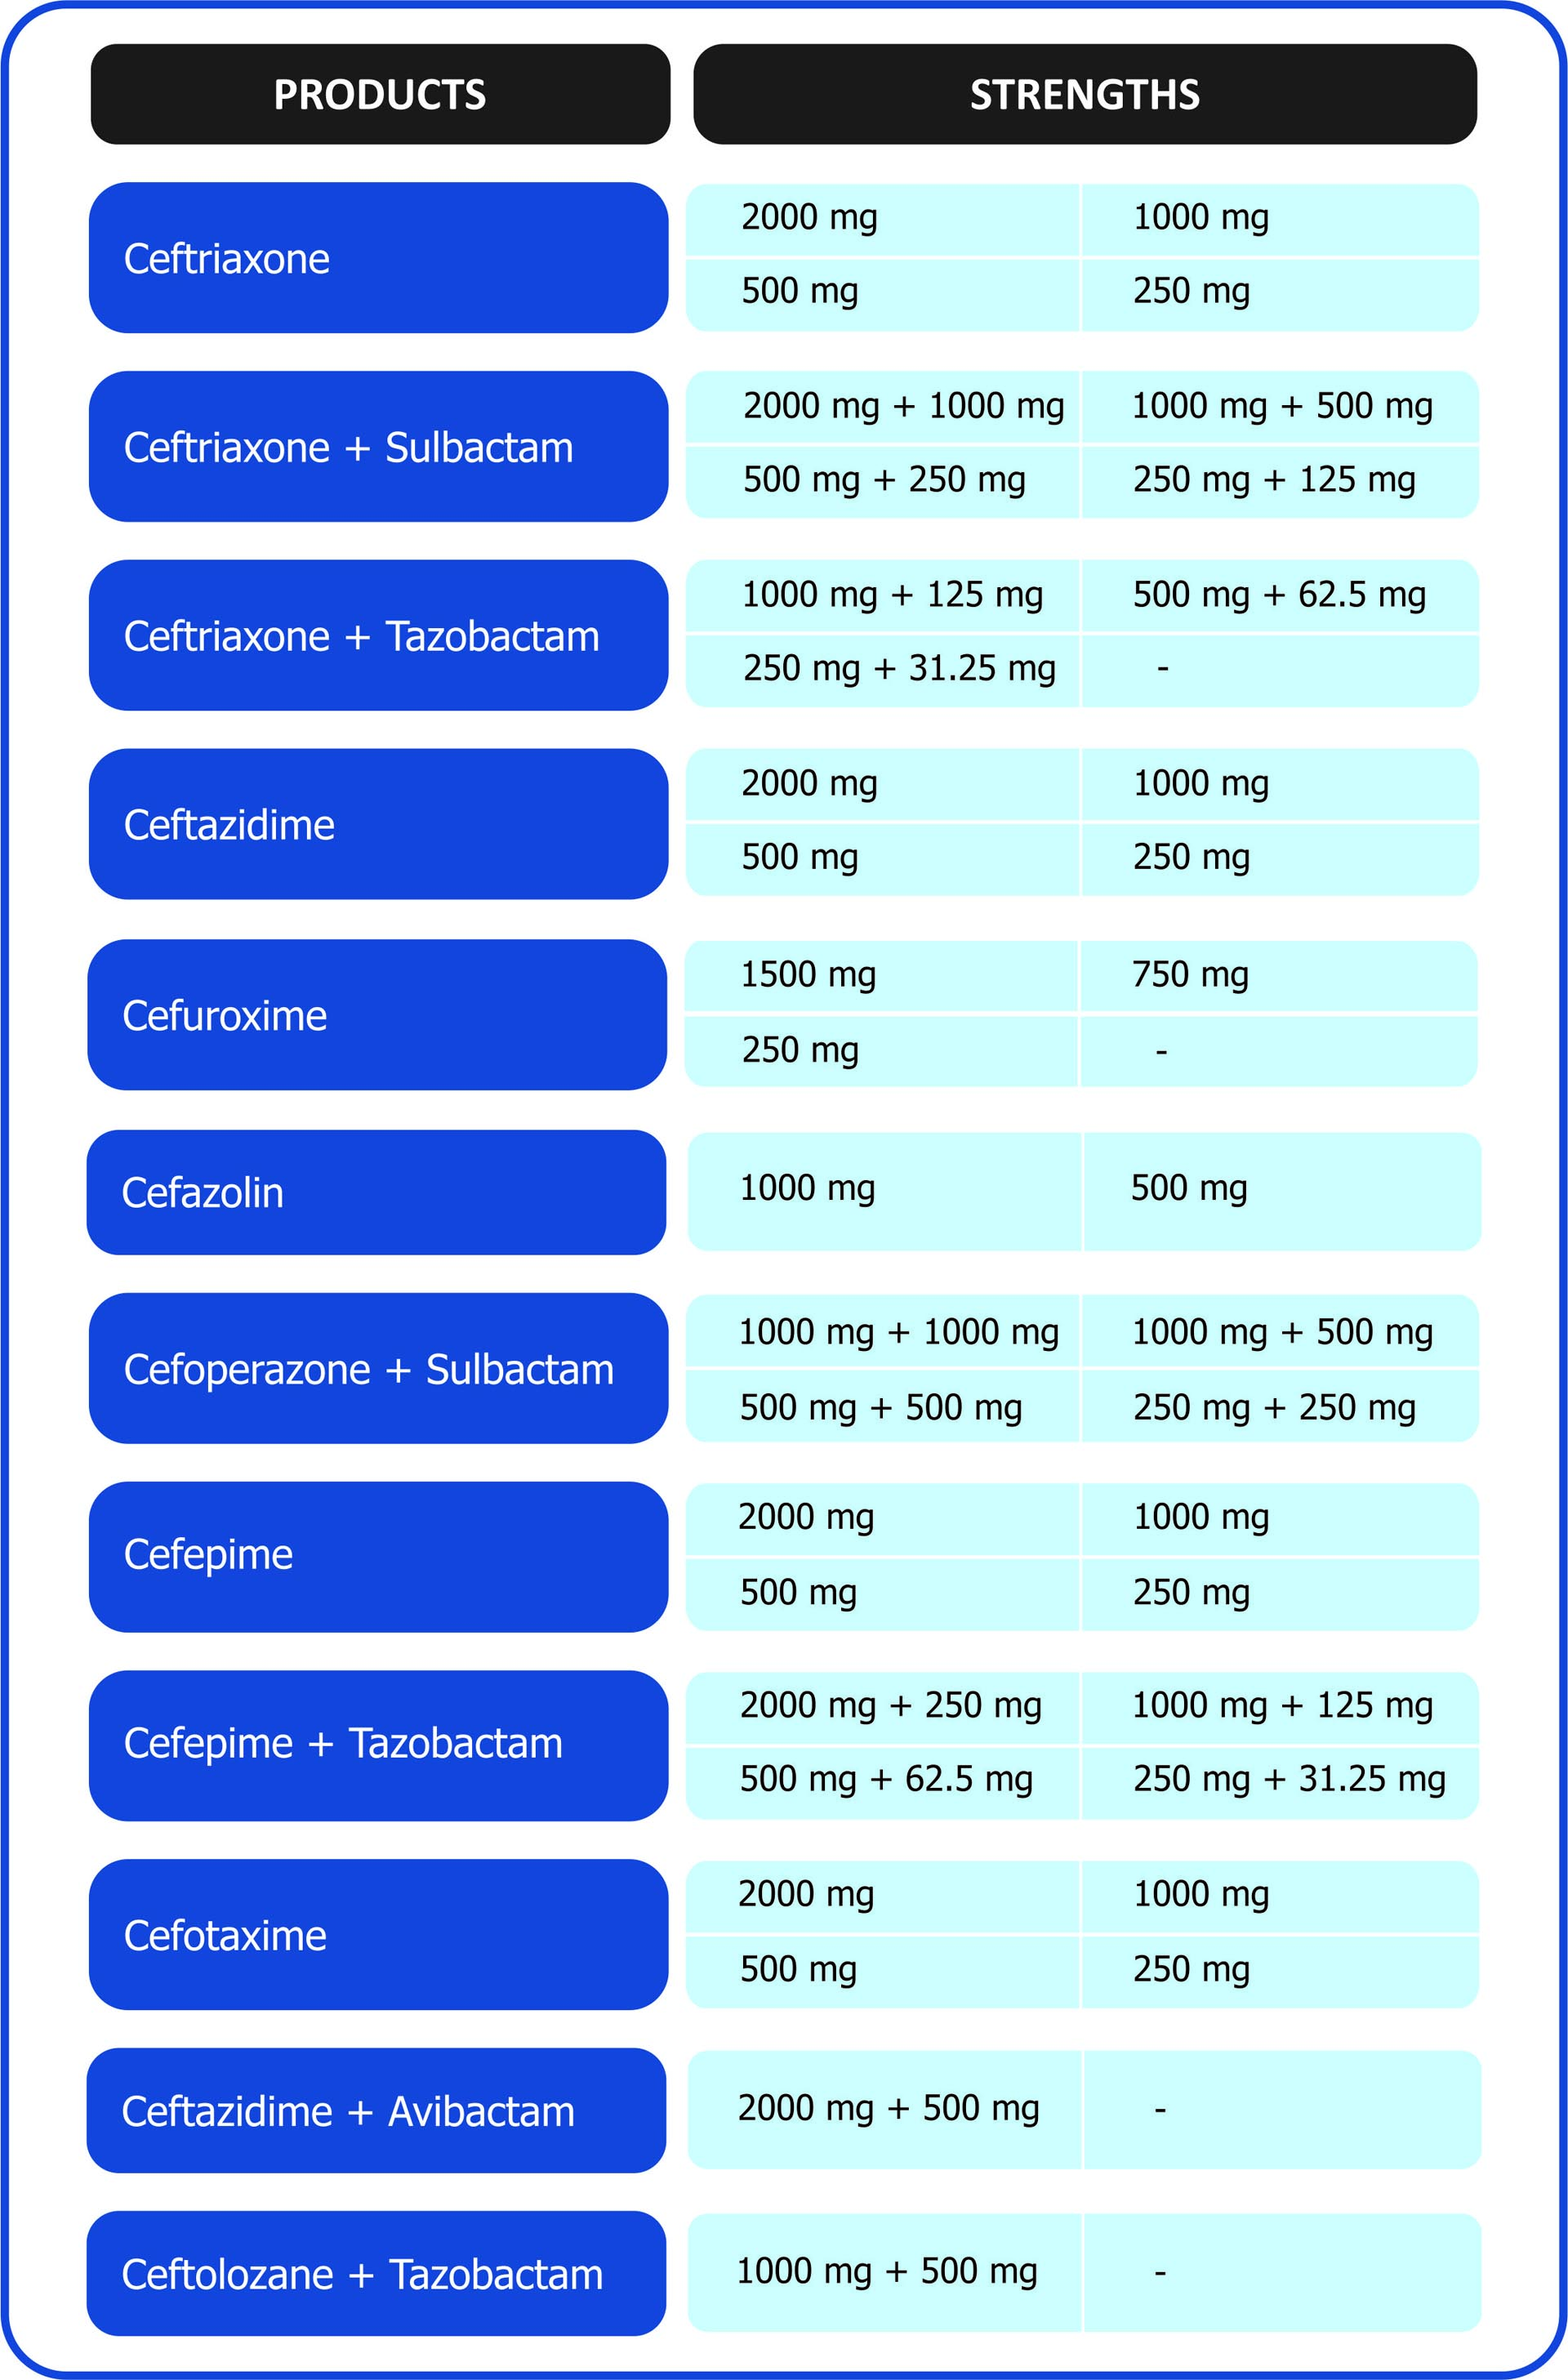 PRODUCTS STRENGTHS
Ceftriaxone
2000 mg 1000 mg
500 mg 250 mg
Ceftriaxone + Sulbactam
2000 mg + 1000 mg 1000 mg + 500 mg
500 mg + 250 mg 250 mg + 125 mg
Ceftriaxone + Tazobactam
1000 mg + 125 mg 500 mg + 62.5 mg
250 mg + 31.25 mg -
Ceftazidime
2000 mg 1000 mg
500 mg 250 mg
Cefuroxime
1500 mg 750 mg
250 mg -
Cefazolin
1000 mg 500 mg
Cefoperazone + Sulbactam
1000 mg + 1000 mg 1000 mg + 500 mg
500 mg + 500 mg 250 mg + 250 mg
Cefepime
2000 mg 1000 mg
500 mg 250 mg
Cefepime + Tazobactam
2000 mg + 250 mg 1000 mg + 125 mg
500 mg + 62.5 mg 250 mg + 31.25 mg
Cefotaxime
2000 mg 1000 mg
500 mg 250 mg
Ceftazidime + Avibactam
2000 mg + 500 mg -
Ceftolozane + Tazobactam
1000 mg + 500 mg -